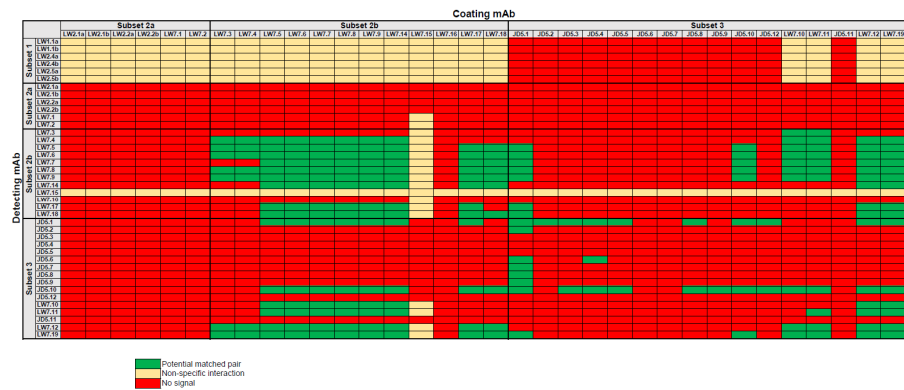 Coating mAb
Subset 2a Subset 2b Subset 3
LW2.1a LW2.1b LW2.2a LW2.2b LW7.1 LW7.2 LW7.3 LW7.4 LW7.5 LW7.6 LW7.7 LW7.8 LW7.9 LW7.14 LW7.15 LW7.16 LW7.17 LW7.18 JD5.1 JD5.2 JD5.3 JD5.4 JD5.5 JD5.6 JD5.7 JD5.8 JD5.9 JD5.10 JD5.12 LW7.10 LW7.11 JD5.11 LW7.12 LW7.19
Detecting mAb
Subset 1
LW1.1a
LW1.1b
LW2.4a
LW2.4b
LW2.5a
LW2.5b
Subset 2a
LW2.1a
LW2.1b
LW2.2a
LW2.2b
LW7.1
LW7.2
Subset 2b
LW7.3
LW7.4
LW7.5
LW7.6
LW7.7
LW7.8
LW7.9
LW7.14
LW7.15
LW7.16
LW7.17
LW7.18
Subset 3
JD5.1
JD5.2
JD5.3
JD5.4
JD5.5
JD5.6
JD5.7
JD5.8
JD5.9
JD5.10
JD5.12
LW7.10
LW7.11
JD5.11
LW7.12
LW7.19
Potential matched pair
Non-specific interaction
No signal